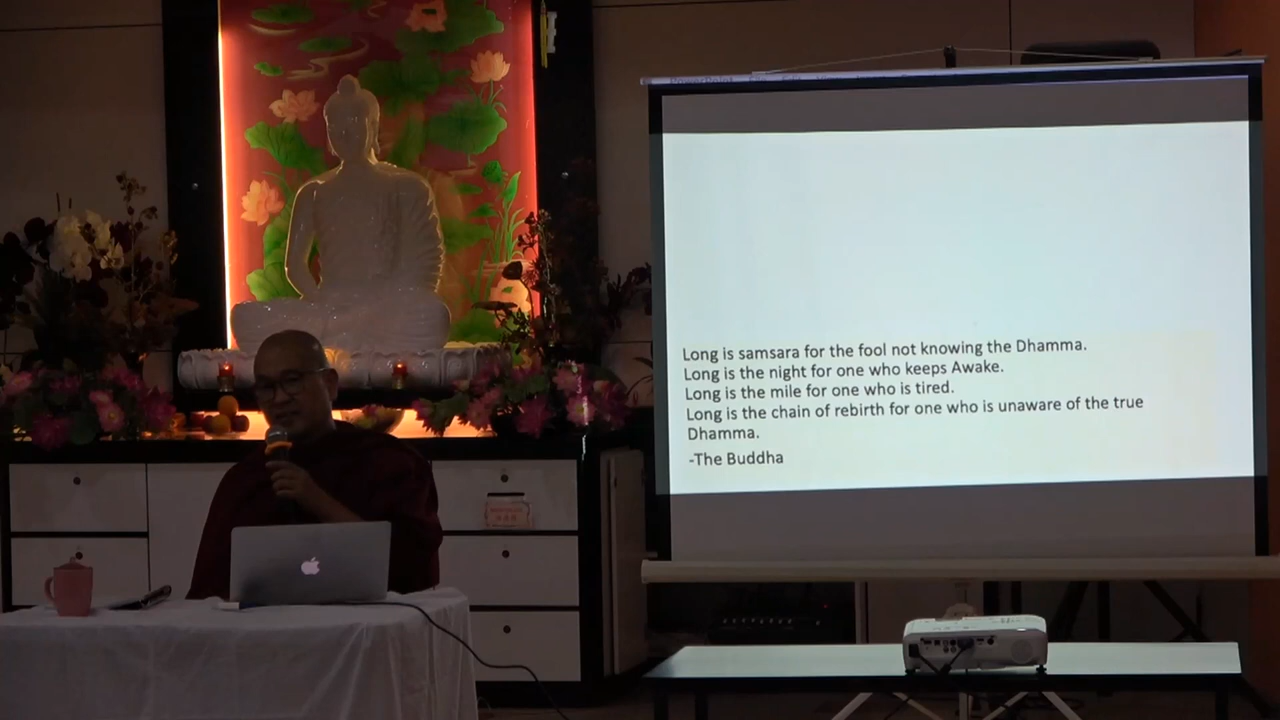 Long is samsara for the fool not knowing the Dhamma.
Long is the night for one who keeps Awake.
Long is the mile for one who is tired.
Long is the chain of rebirth for one who is unaware of the true
Dhamma.
-The Buddha